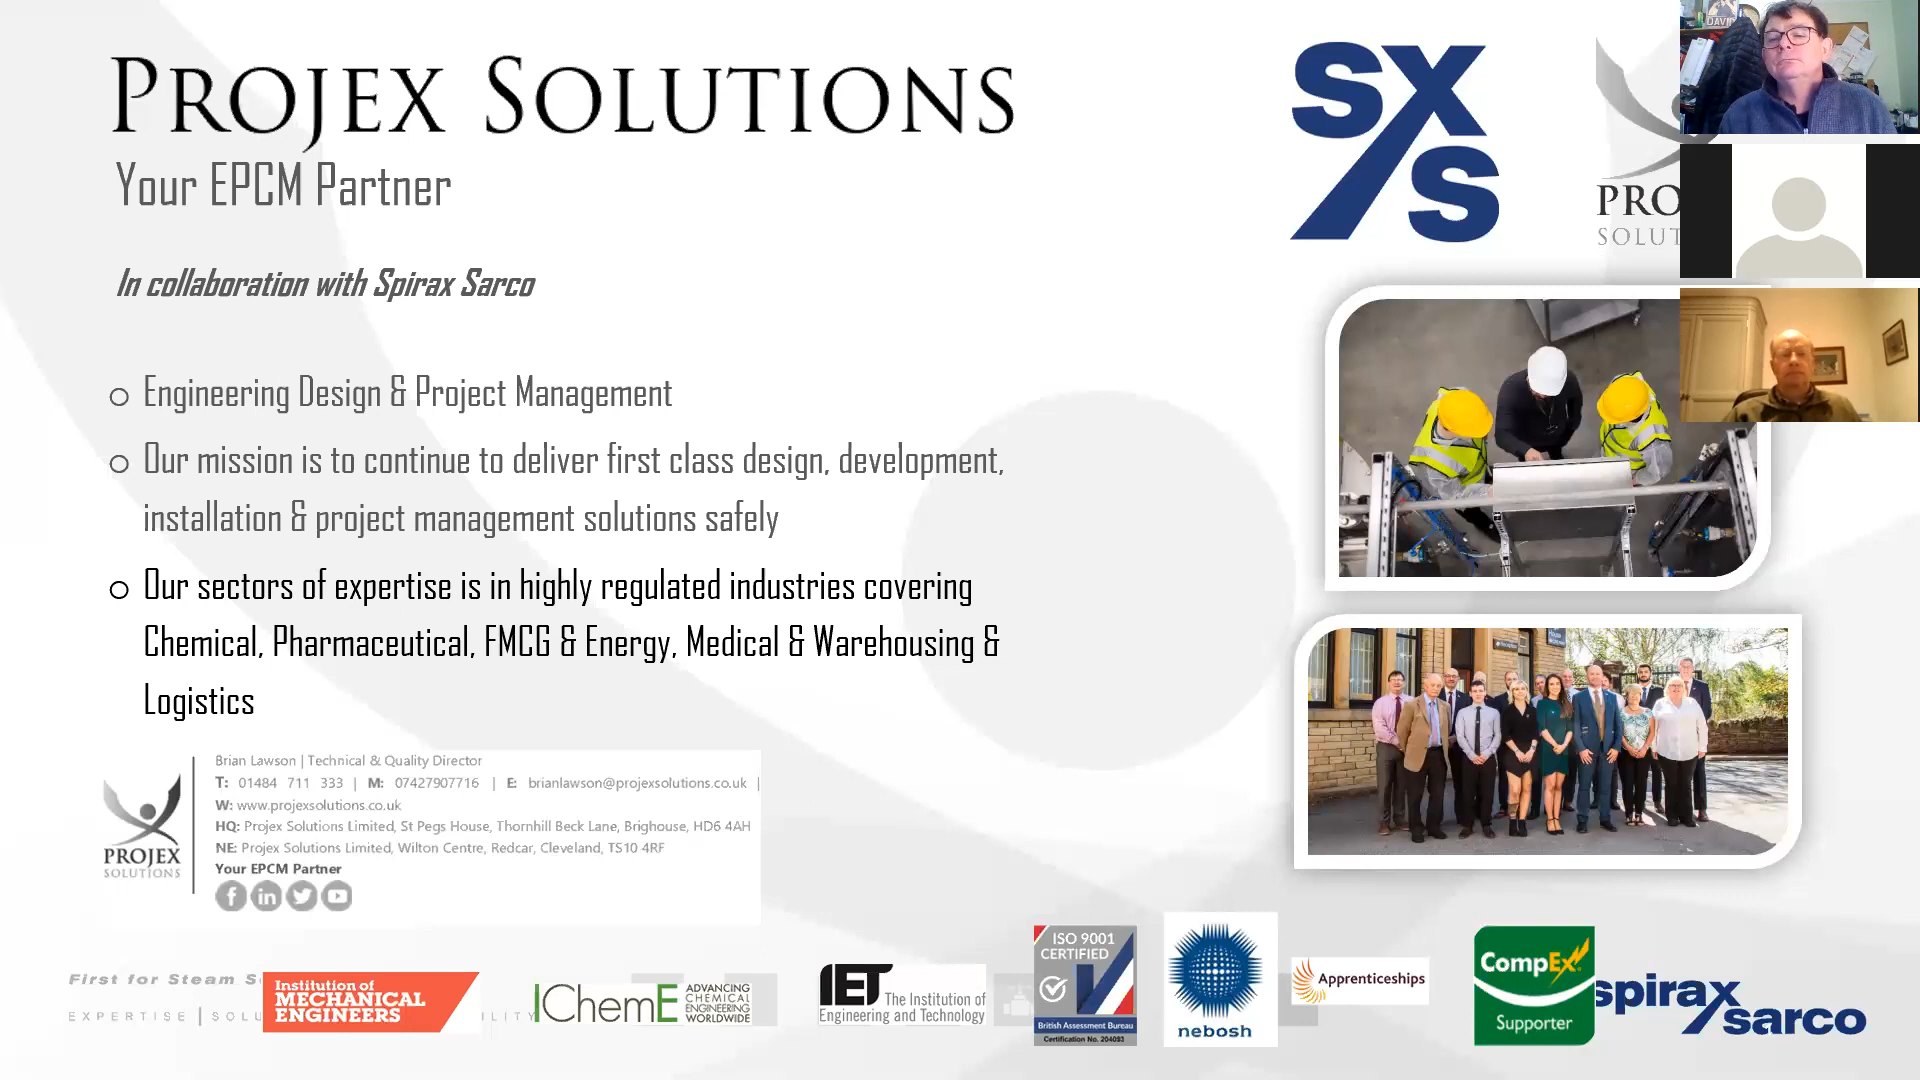 PROJEX SOLUTIONS
Your EPCM Partner
In collaboration with Spirax Sarco
Engineering Design & Project Management
Our mission is to continue to deliver first class design, development,
installation & project management solutions safely
Our sectors of expertise is in highly regulated industries covering
Chemical, Pharmaceutical, FMCG & Energy, Medical & Warehousing &
Logistics
SXS
PRO
SOLUT
PROJEX
SOLUTIONS
Brian Lawson | Technical & Quality Director
T: 01484 711 333 | M: 07427907716 | E: brianlawson@projexsolutions.co.uk |
W: www.projexsolutions.co.uk
HQ: Projex Solutions Limited, St Pegs House, Thornhill Beck Lane, Brighouse, HD6 4AH
NE: Projex Solutions Limited, Wilton Centre, Redcar, Cleveland, TS10 4RF
Your EPCM Partner
First for Steam S
EXPERTISE | SOLU
ILITY
Institution of
MECHANICAL
ENGINEERS
IChemE
ADVANCING
CHEMICAL
ENGINEERING
WORLDWIDE
IET The Institution of
Engineering and Technology
ISO 9001
CERTIFIED
British Assessment Bureau
Certification No. 204093
nebosh
Apprenticeships
CompEx
Supporter
spirax
sarco